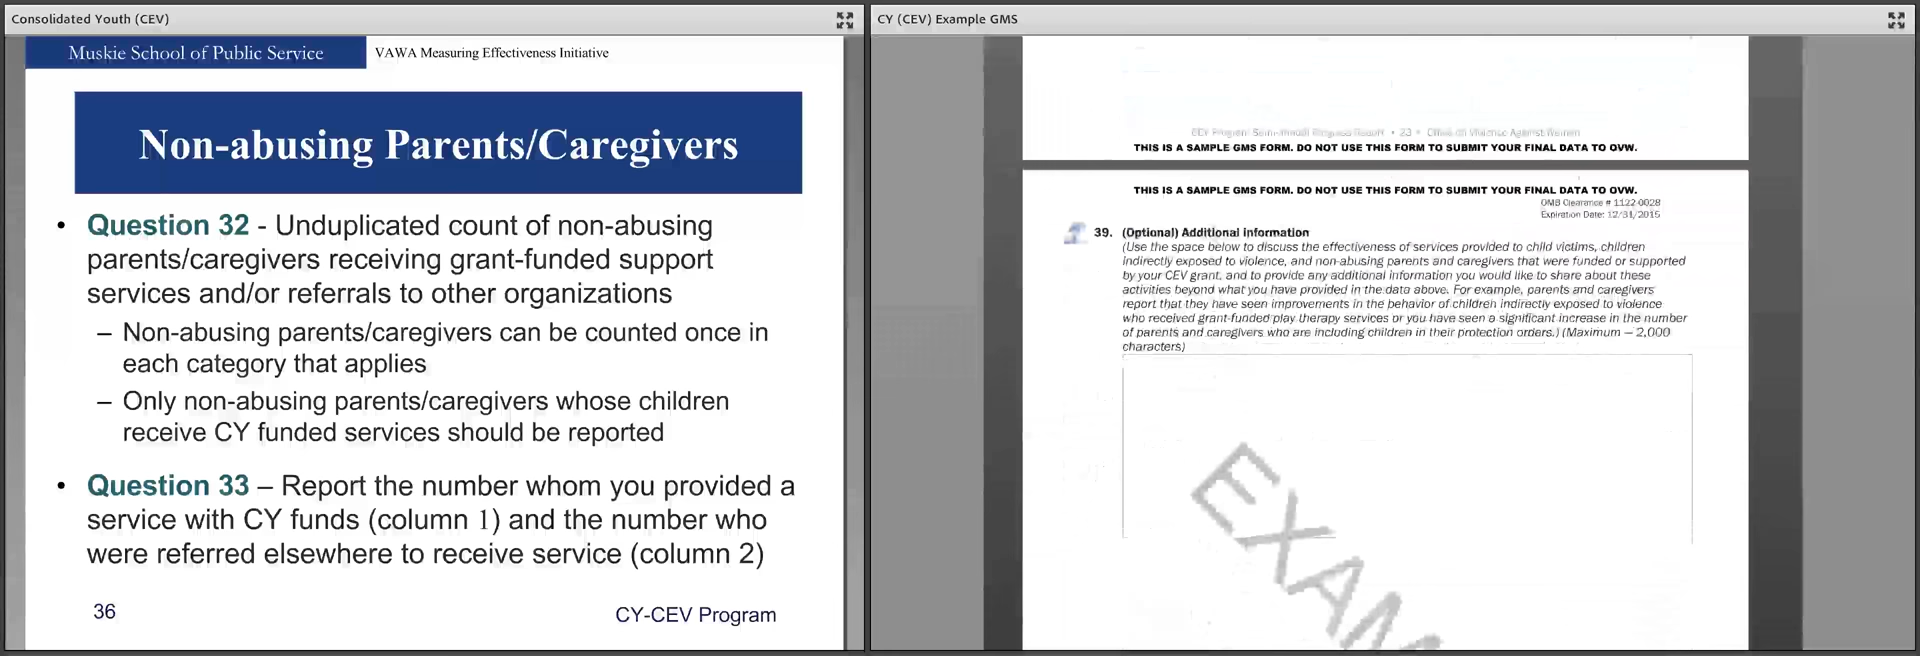 Consolidated Youth (CEV)
Muskie School of Public Service
VAWA Measuring Effectiveness Initiative
Non-abusing Parents/Caregivers
• Question 32 - Unduplicated count of non-abusing
parents/caregivers receiving grant-funded support
services and/or referrals to other organizations
– Non-abusing parents/caregivers can be counted once in
each category that applies
– Only non-abusing parents/caregivers whose children
receive CY funded services should be reported
• Question 33 – Report the number whom you provided a
service with CY funds (column 1) and the number who
were referred elsewhere to receive service (column 2)
36
CY-CEV Program
CY (CEV) Example GMS
CEV Program Semi-annual Progress Report • 23 • Office on Violence Against Women
THIS IS A SAMPLE GMS FORM. DO NOT USE THIS FORM TO SUBMIT YOUR FINAL DATA TO OVW.
THIS IS A SAMPLE GMS FORM. DO NOT USE THIS FORM TO SUBMIT YOUR FINAL DATA TO OVW.
OMB Clearance # 1122-0028
Expiration Date: 12/31/2015
39. (Optional) Additional information
(Use the space below to discuss the effectiveness of services provided to child victims, children
indirectly exposed to violence, and non-abusing parents and caregivers that were funded or supported
by your CEV grant, and to provide any additional information you would like to share about these
activities beyond what you have provided in the data above. For example, parents and caregivers
report that they have seen improvements in the behavior of children indirectly exposed to violence
who received grant-funded play therapy services or you have seen a significant increase in the number
of parents and caregivers who are including children in their protection orders.) (Maximum – 2,000
characters)
EXAM